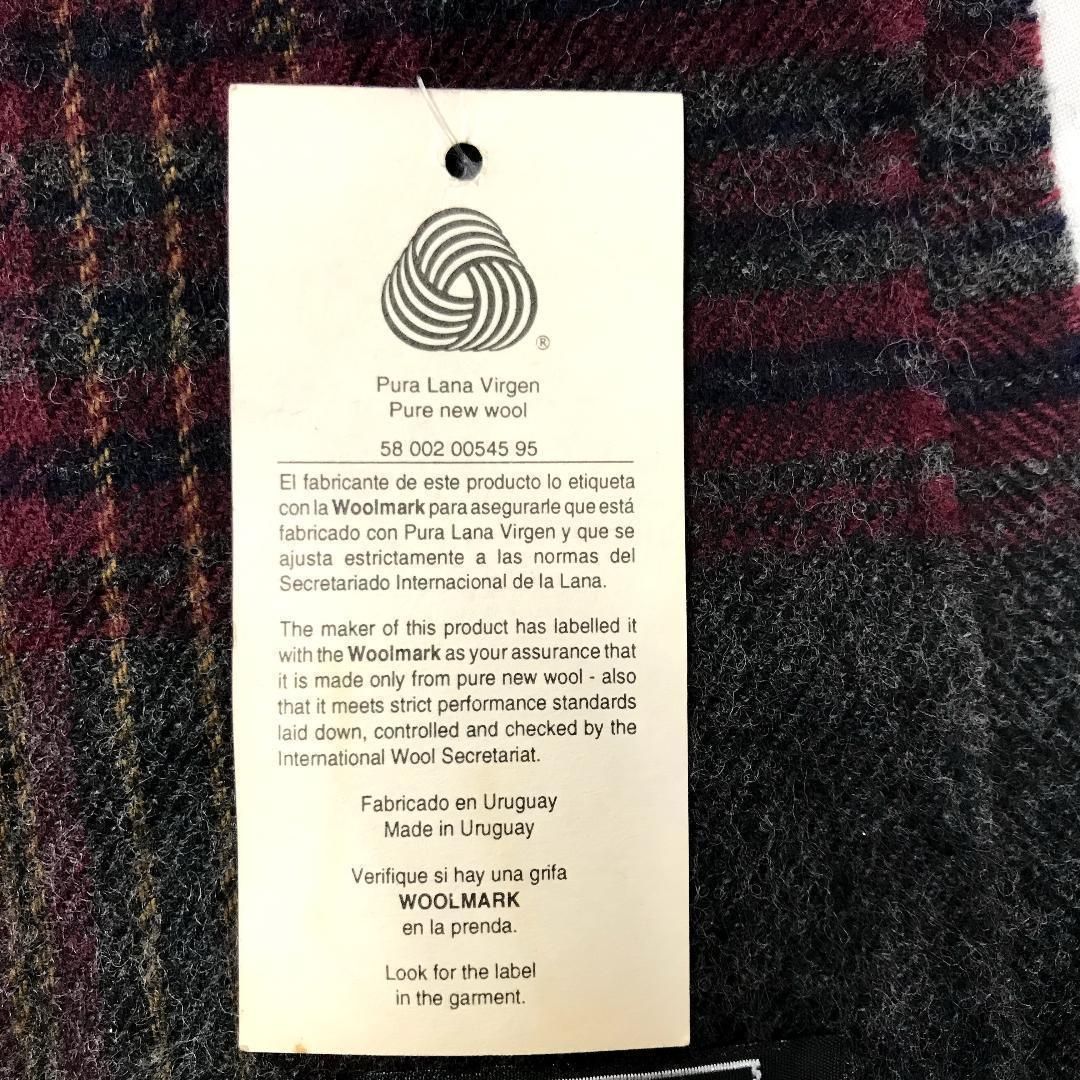 ®
Pura Lana Virgen
Pure new wool
58 002 00545 95
El fabricante de este producto lo etiqueta
con la Woolmark para asegurarle que está
fabricado con Pura Lana Virgen y que se
ajusta estrictamente a las normas del
Secretariado Internacional de la Lana.
The maker of this product has labelled it
with the Woolmark as your assurance that
it is made only from pure new wool - also
that it meets strict performance standards
laid down, controlled and checked by the
International Wool Secretariat.
Fabricado en Uruguay
Made in Uruguay
Verifique si hay una grifa
WOOLMARK
en la prenda.
Look for the label
in the garment.